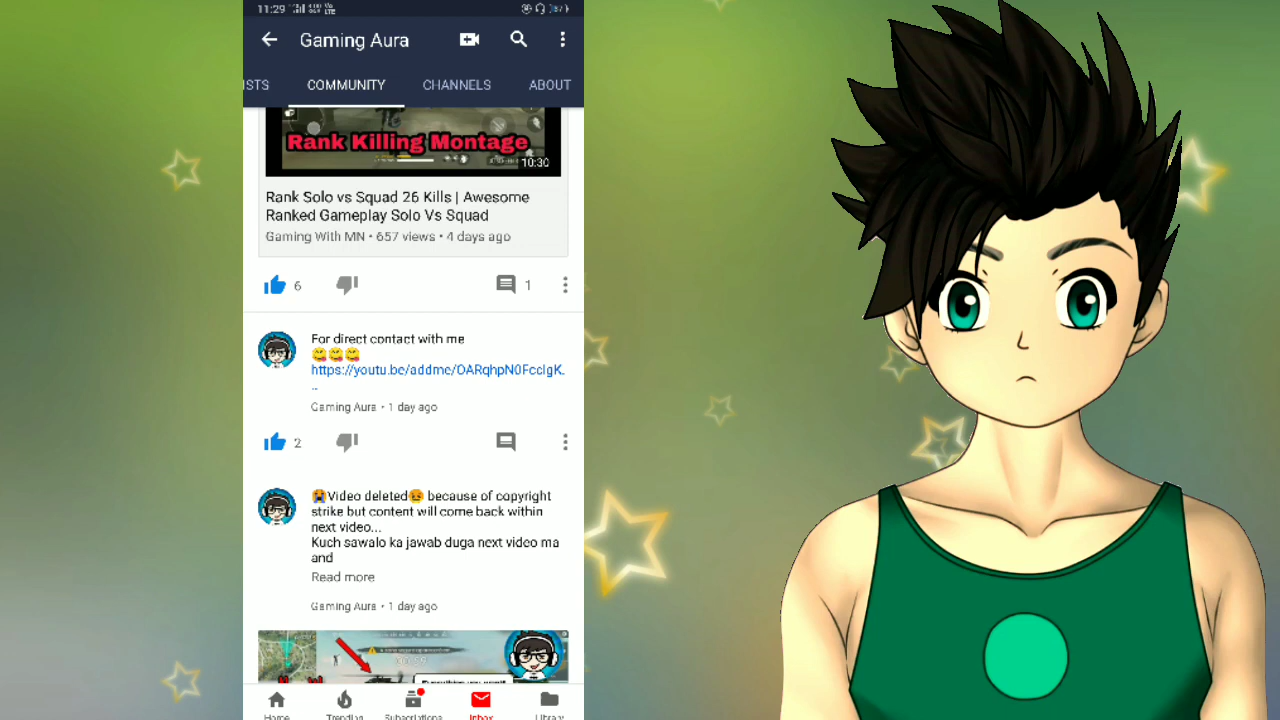 11:29
Gaming Aura
ISTS COMMUNITY CHANNELS ABOUT
Rank Killing Montage
10:30
Rank Solo vs Squad 26 Kills | Awesome
Ranked Gameplay Solo Vs Squad
Gaming With MN • 657 views • 4 days ago
6 1
For direct contact with me
🤗🤗🤗
https://youtu.be/addme/OARqhpN0FccIgK.
..
Gaming Aura • 1 day ago
2
😭Video deleted😖 because of copyright
strike but content will come back within
next video...
Kuch sawalo ka jawab duga next video ma
and
Read more
Gaming Aura • 1 day ago
Home Trending Subscriptions Inbox Library